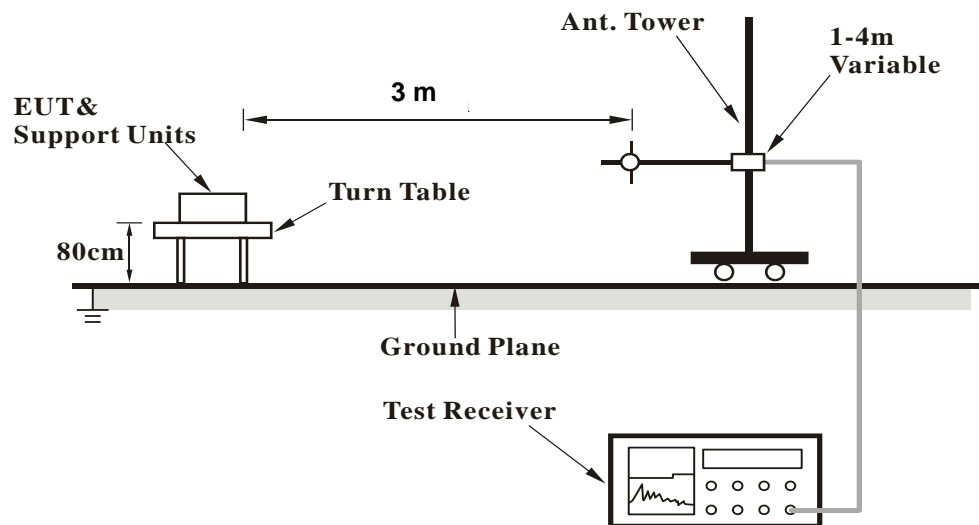 Ant. Tower
1-4m
Variable
3 m
EUT&
Support Units
Turn Table
80cm
Ground Plane
Test Receiver